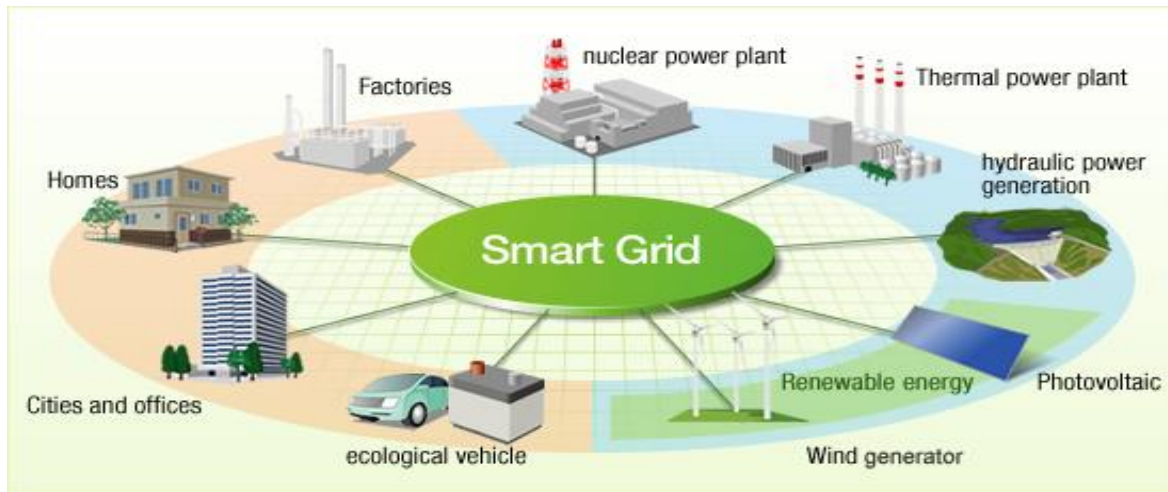 nuclear power plant
Factories
Thermal power plant
Homes
hydraulic power
generation
Smart Grid
Renewable energy
Photovoltaic
Cities and offices
ecological vehicle
Wind generator